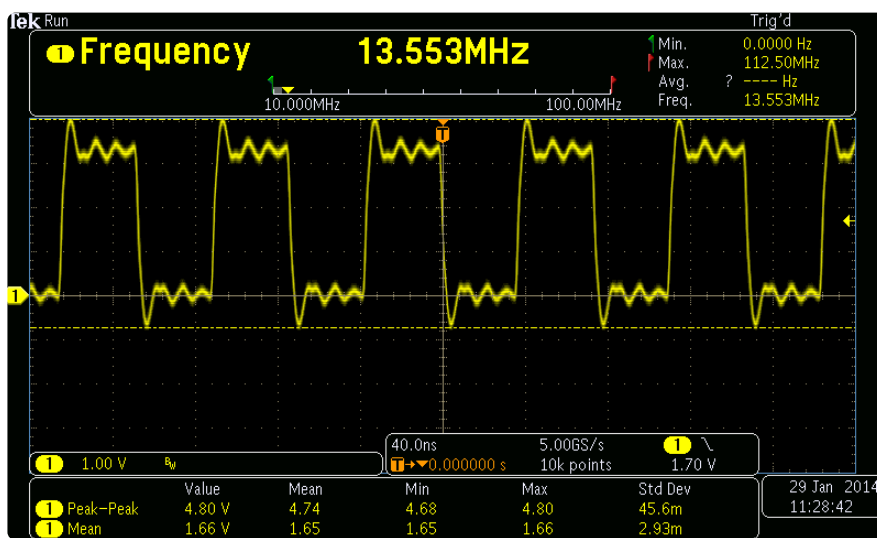 Tek Run Trig'd
1 Frequency 13.553MHz
Min. 0.0000 Hz
Max. 112.50MHz
Avg. ? ---- Hz
Freq. 13.553MHz
10.000MHz 100.00MHz
T
1
40.0ns 5.00GS/s 1 \
1 1.00 V BW T→▼0.000000 s 10k points 1.70 V
Value Mean Min Max Std Dev
1 Peak-Peak 4.80 V 4.74 4.68 4.80 45.6m
1 Mean 1.66 V 1.65 1.65 1.66 2.93m
29 Jan 2014
11:28:42